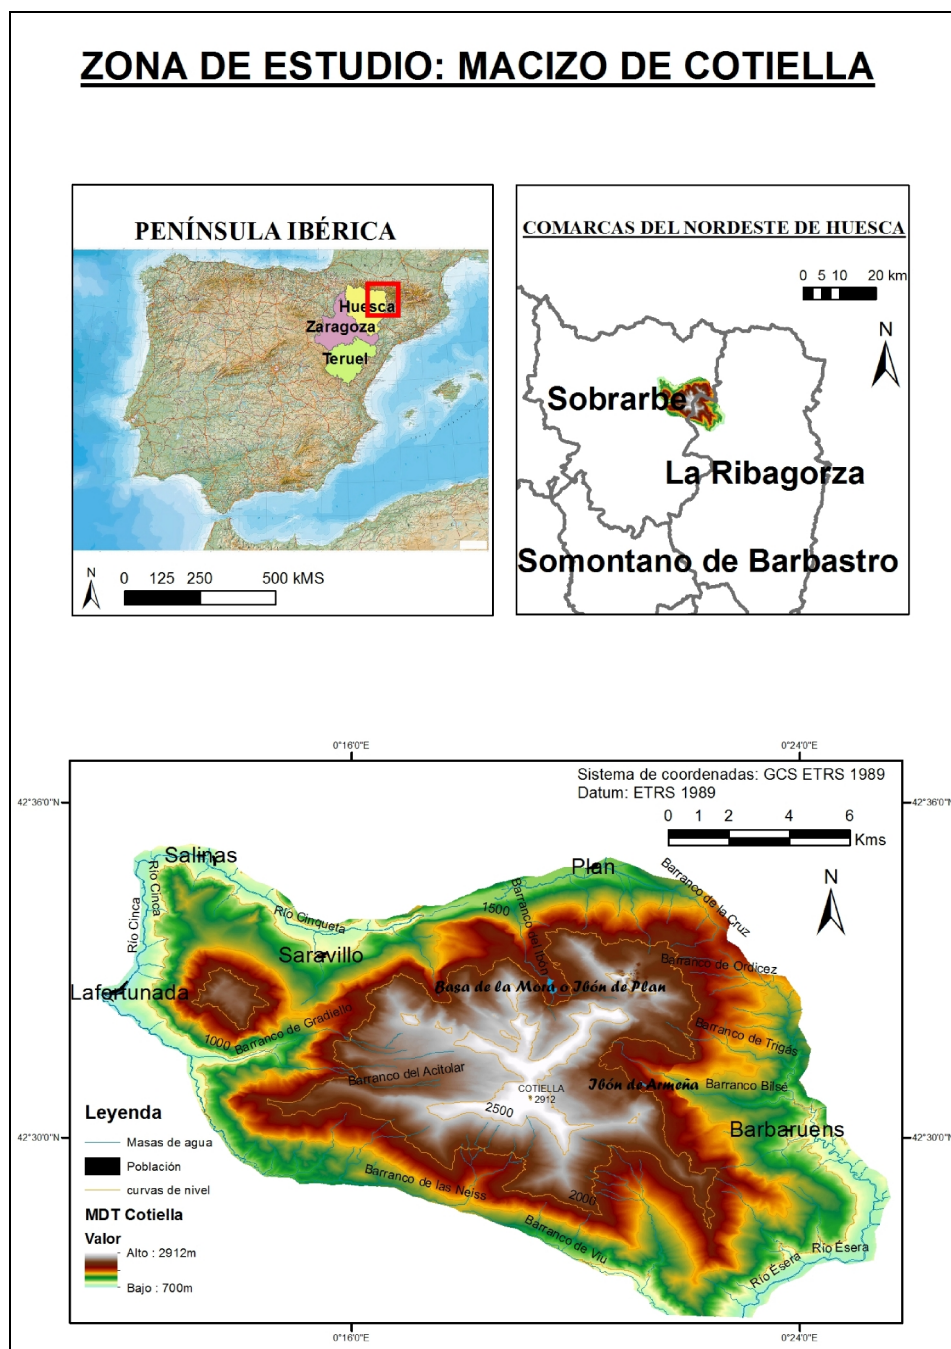 ZONA DE ESTUDIO: MACIZO DE COTIELLA
PENÍNSULA IBÉRICA
Huesca
Zaragoza
Teruel
N
0 125 250 500 kMS
COMARCAS DEL NORDESTE DE HUESCA
0 5 10 20 km
N
Sobrarbe
La Ribagorza
Somontano de Barbastro
0°16'0"E 0°24'0"E
Sistema de coordenadas: GCS ETRS 1989
Datum: ETRS 1989
42°36'0"N 42°36'0"N
0 1 2 4 6
Kms
N
Salinas
Plan
Río Cinca
Río Cinca
Río Cinqueta
1500
Barranco del Ibón
Barranco de la Cruz
Saravillo
Barranco de Ordicez
Lafortunada
Basa de la Mora o Ibón de Plan
1000
Barranco de Gradiello
Barranco de Trigás
Barranco del Acitolar
COTIELLA
2912
Ibón de Armeña
Barranco Bilsé
2500
Barbaruens
42°30'0"N 42°30'0"N
Leyenda
Masas de agua
Población
curvas de nivel
MDT Cotiella
Valor
Alto : 2912m
Bajo : 700m
Barranco de las Neiss
2000
Barranco de Viu
Río Ésera
Río Ésera
0°16'0"E 0°24'0"E